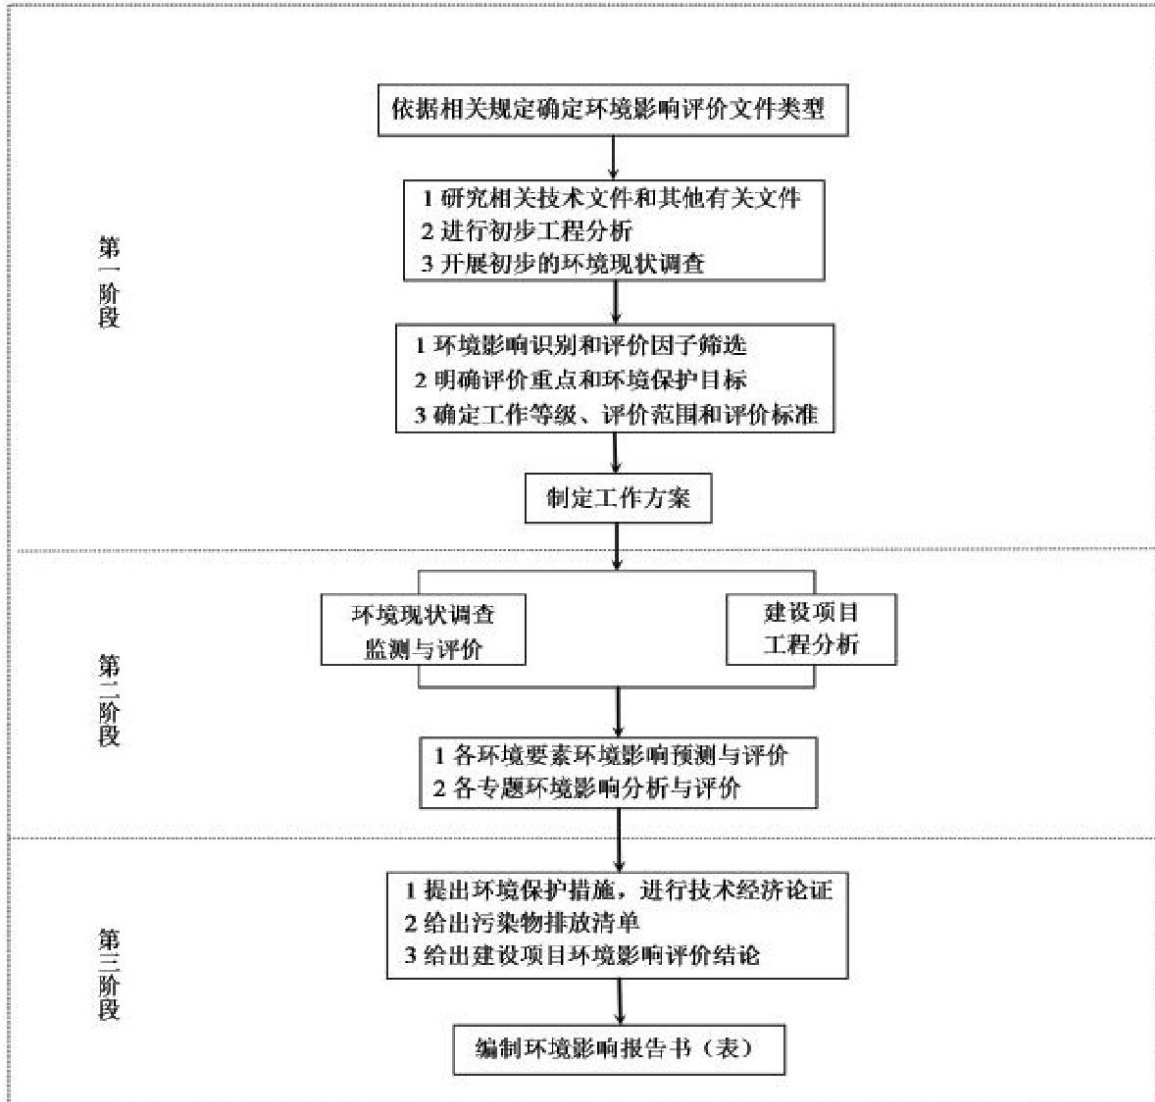 依据相关规定确定环境影响评价文件类型
1 研究相关技术文件和其他有关文件
2 进行初步工程分析
3 开展初步的环境现状调查
第一阶段
1 环境影响识别和评价因子筛选
2 明确评价重点和环境保护目标
3 确定工作等级、评价范围和评价标准
制定工作方案
环境现状调查
监测与评价
建设项目
工程分析
第二阶段
1 各环境要素环境影响预测与评价
2 各专题环境影响分析与评价
1 提出环境保护措施，进行技术经济论证
2 给出污染物排放清单
3 给出建设项目环境影响评价结论
第三阶段
编制环境影响报告书（表）